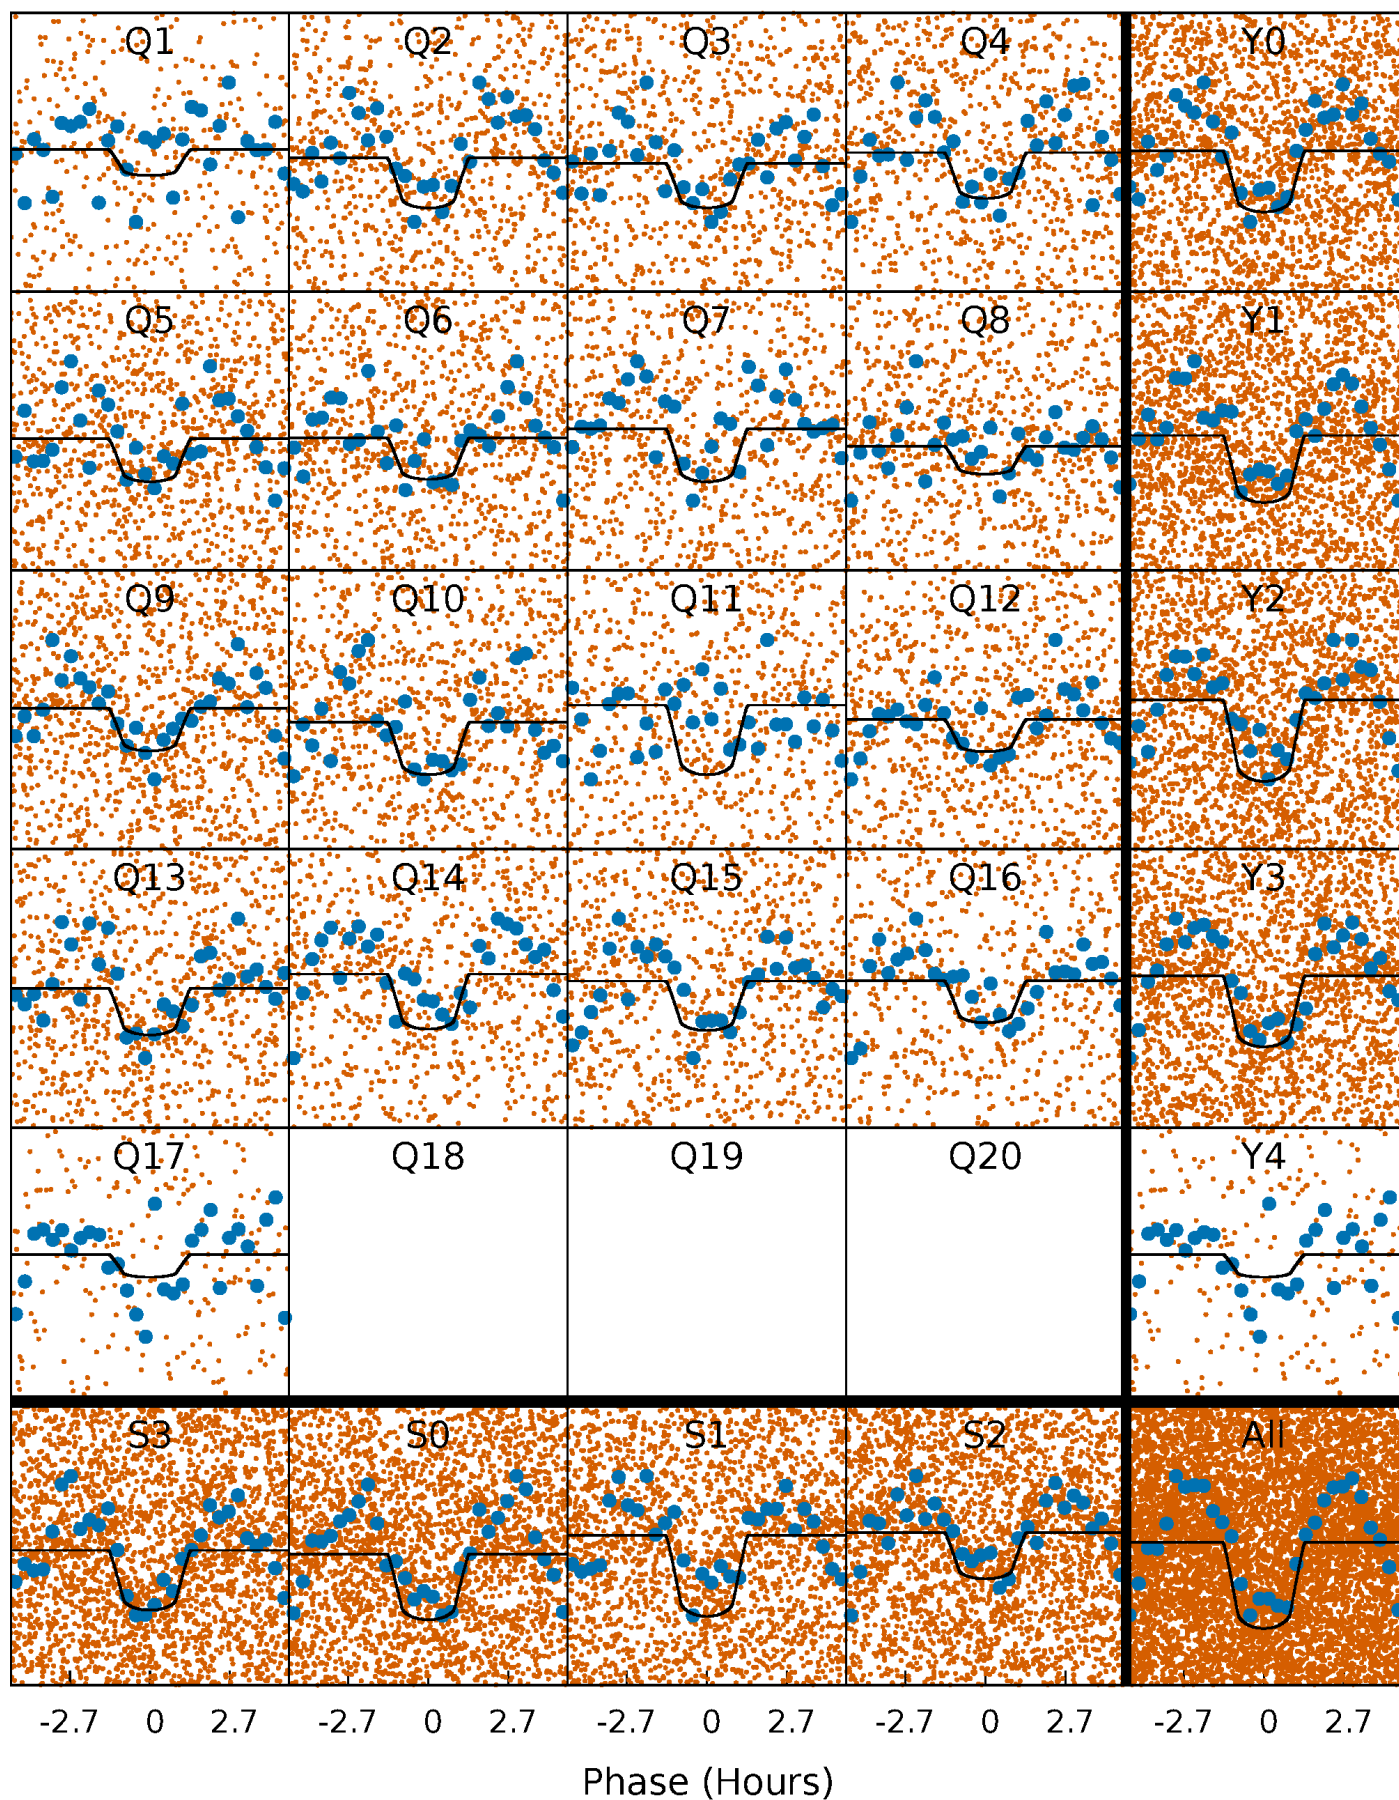 Q1 Q2 Q3 Q4 Y0
Q5 Q6 Q7 Q8 Y1
Q9 Q10 Q11 Q12 Y2
Q13 Q14 Q15 Q16 Y3
Q17 Q18 Q19 Q20 Y4
S3 S0 S1 S2 All
-2.7 0 2.7 -2.7 0 2.7 -2.7 0 2.7 -2.7 0 2.7 -2.7 0 2.7
Phase (Hours)